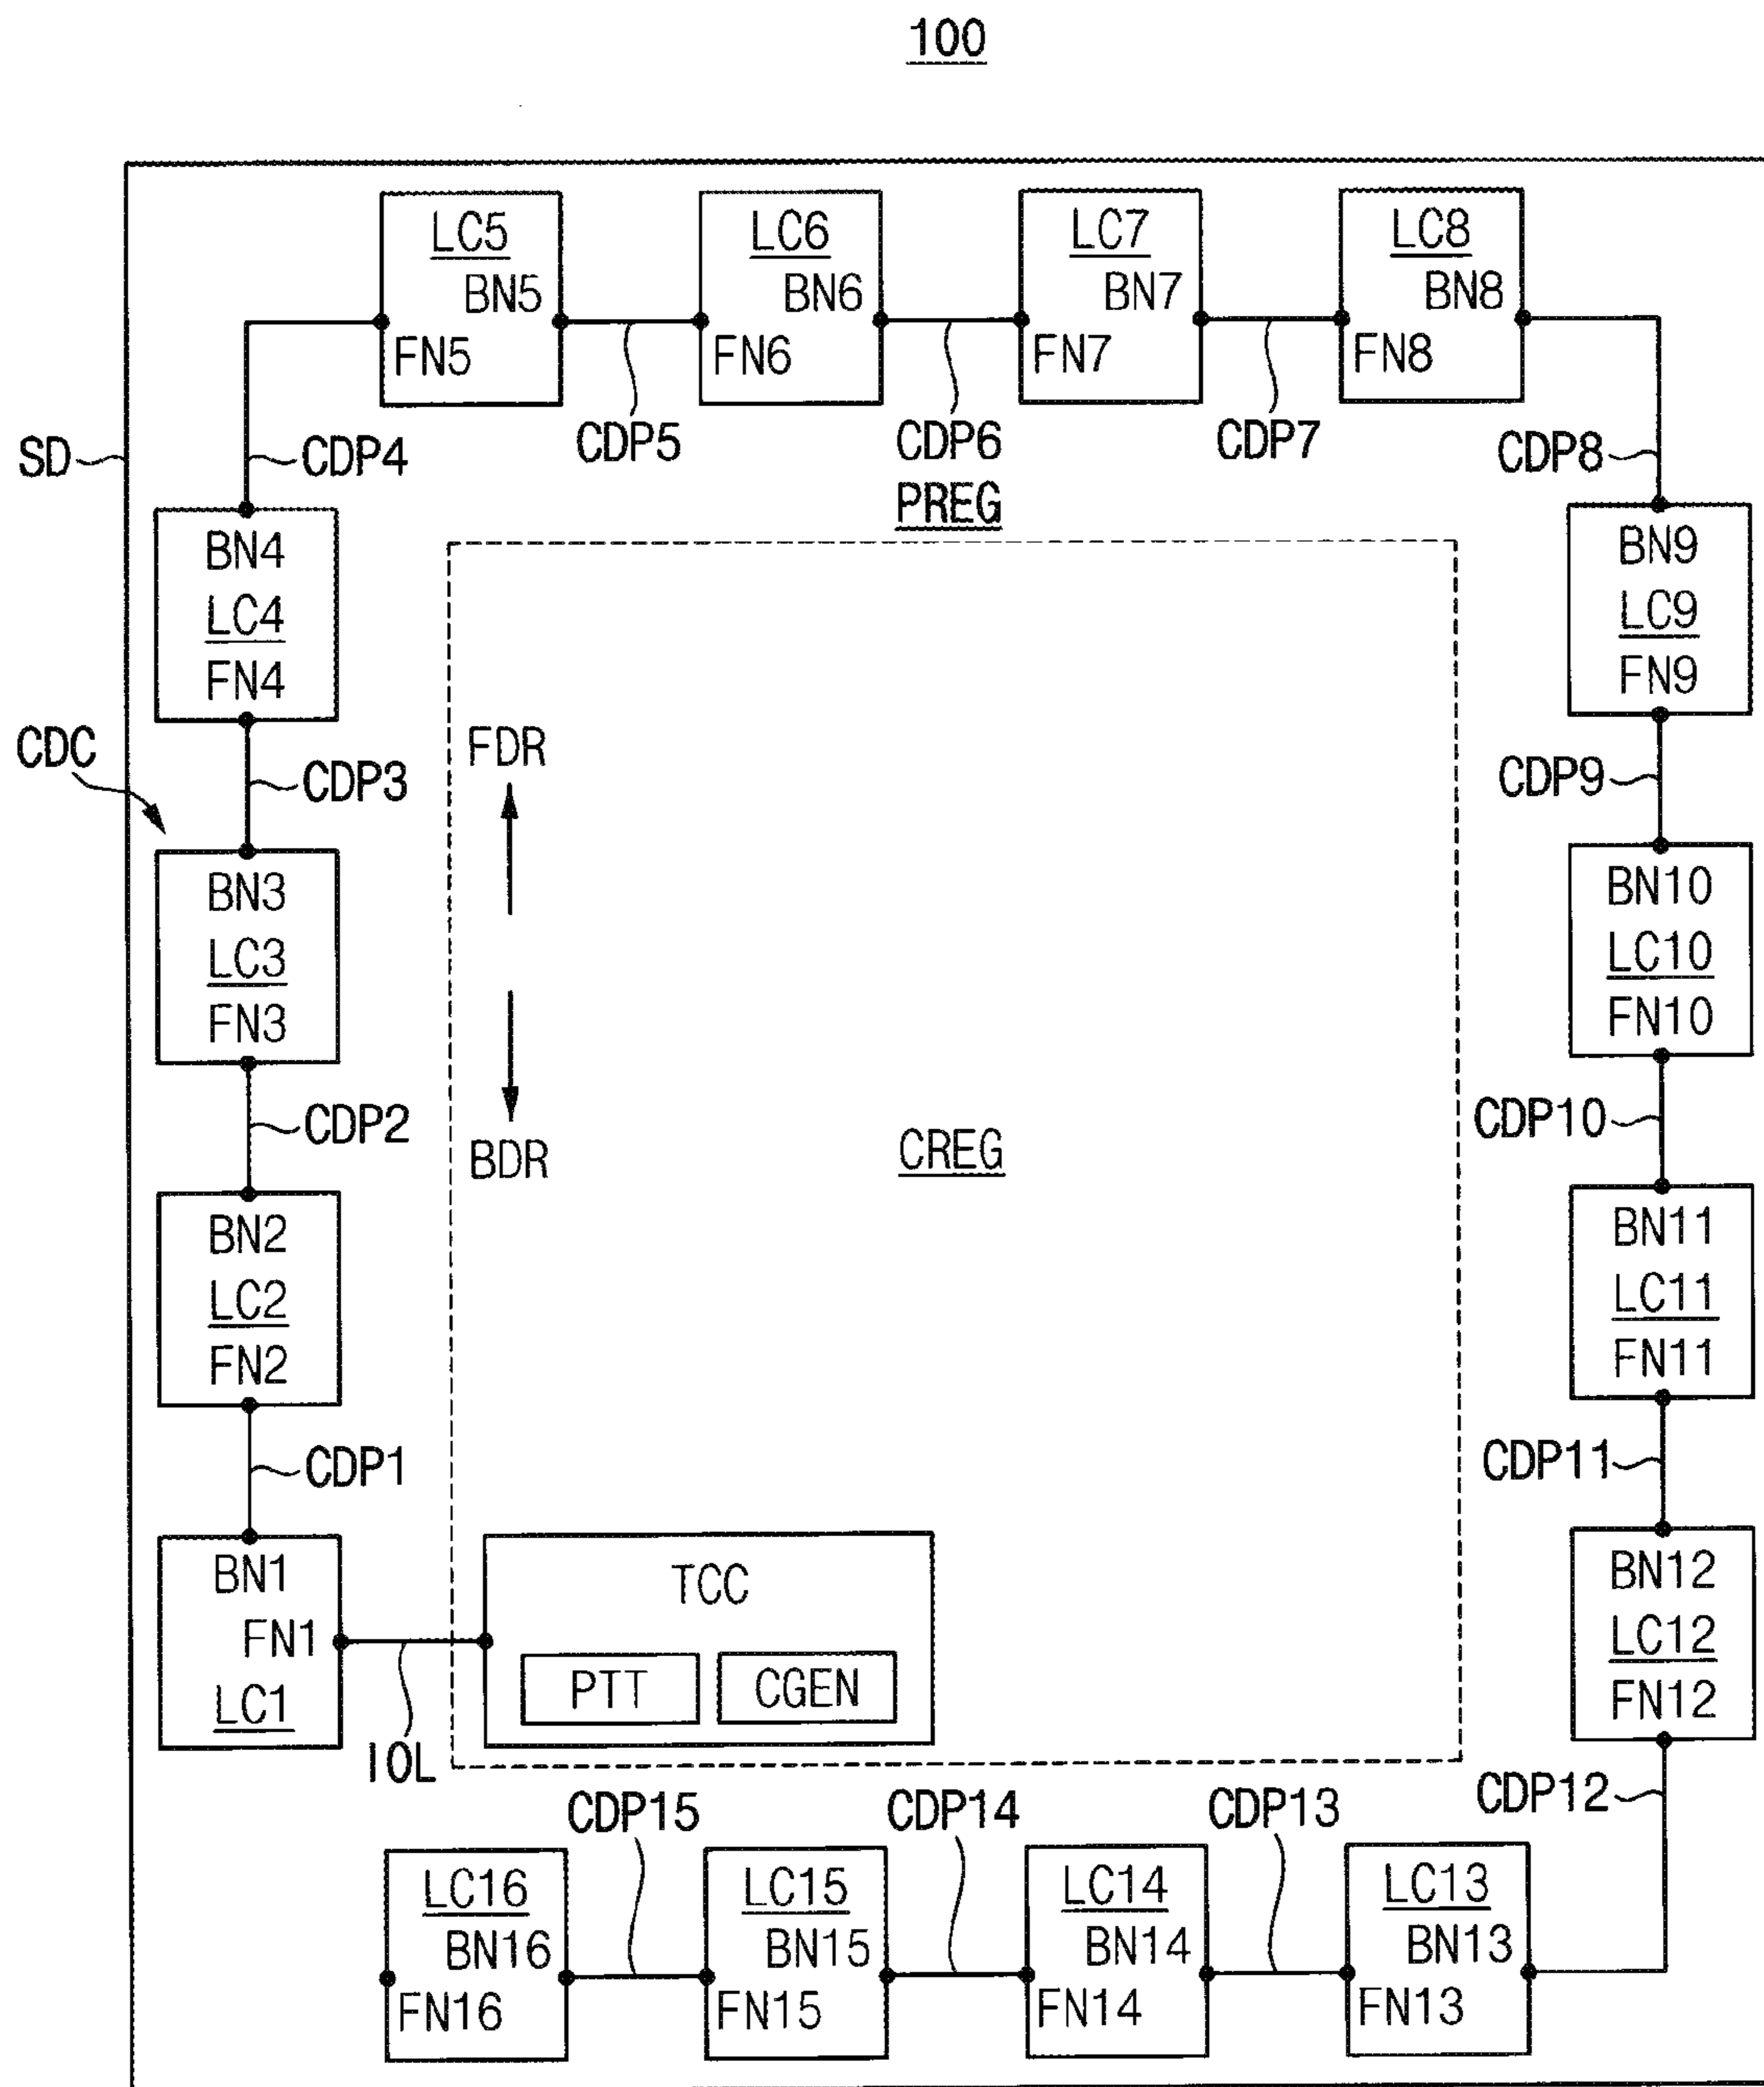 100
LC5
BN5
FN5
LC6
BN6
FN6
LC7
BN7
FN7
LC8
BN8
FN8
CDP5
CDP6
CDP7
SD
CDP4
CDP8
PREG
BN4
LC4
FN4
BN9
LC9
FN9
CDC
CDP3
FDR
CDP9
BN3
LC3
FN3
BN10
LC10
FN10
CDP2
BDR
CREG
CDP10
BN2
LC2
FN2
BN11
LC11
FN11
CDP1
CDP11
BN1
FN1
LC1
TCC
PTT
CGEN
BN12
LC12
FN12
IOL
CDP15
CDP14
CDP13
CDP12
LC16
BN16
FN16
LC15
BN15
FN15
LC14
BN14
FN14
LC13
BN13
FN13